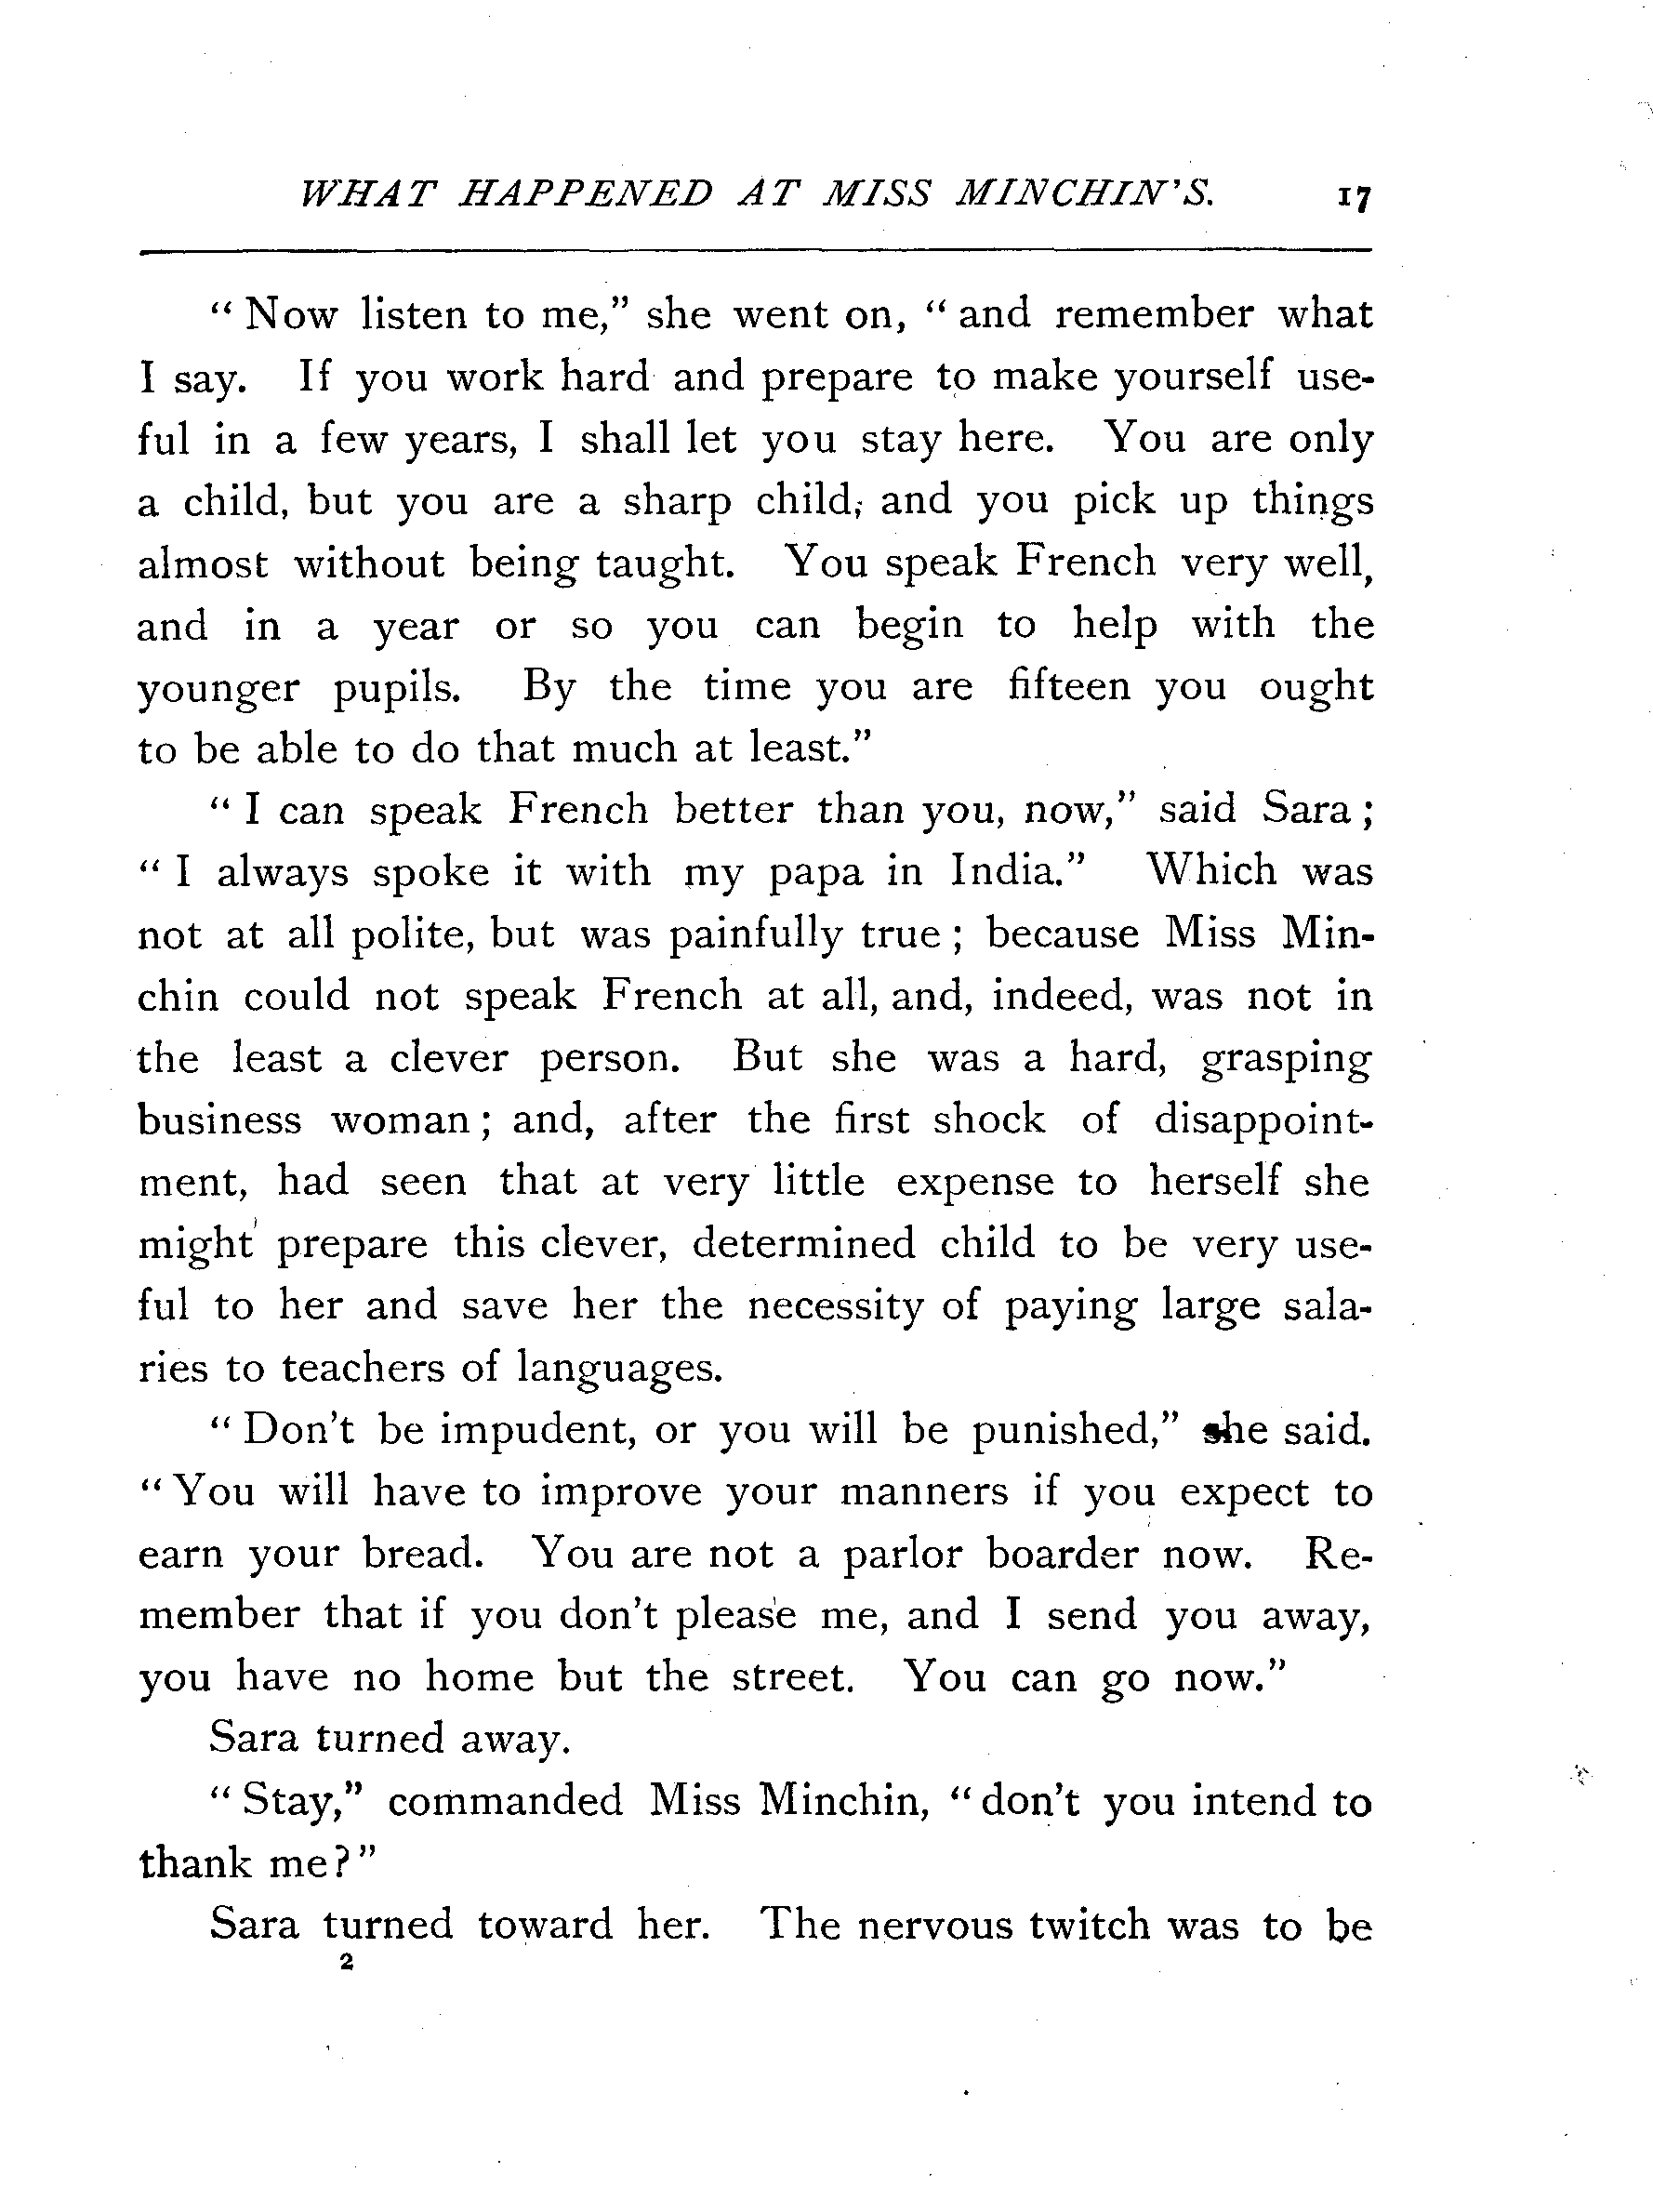 WHAT HAPPENED AT MISS MINCHIN'S. 17
“ Now listen to me,” she went on, “ and remember what
I say. If you work hard and prepare to make yourself use-
ful in a few years, I shall let you stay here. You are only
a child, but you are a sharp child, and you pick up things
almost without being taught. You speak French very well,
and in a year or so you can begin to help with the
younger pupils. By the time you are fifteen you ought
to be able to do that much at least.”
“ I can speak French better than you, now,” said Sara ;
“ I always spoke it with my papa in India.” Which was
not at all polite, but was painfully true ; because Miss Min-
chin could not speak French at all, and, indeed, was not in
the least a clever person. But she was a hard, grasping
business woman ; and, after the first shock of disappoint-
ment, had seen that at very little expense to herself she
might prepare this clever, determined child to be very use-
ful to her and save her the necessity of paying large sala-
ries to teachers of languages.
“ Don't be impudent, or you will be punished,” she said.
“ You will have to improve your manners if you expect to
earn your bread. You are not a parlor boarder now. Re-
member that if you don't please me, and I send you away,
you have no home but the street. You can go now.”
Sara turned away.
“ Stay,” commanded Miss Minchin, “ don't you intend to
thank me ? ”
Sara turned toward her. The nervous twitch was to be
2